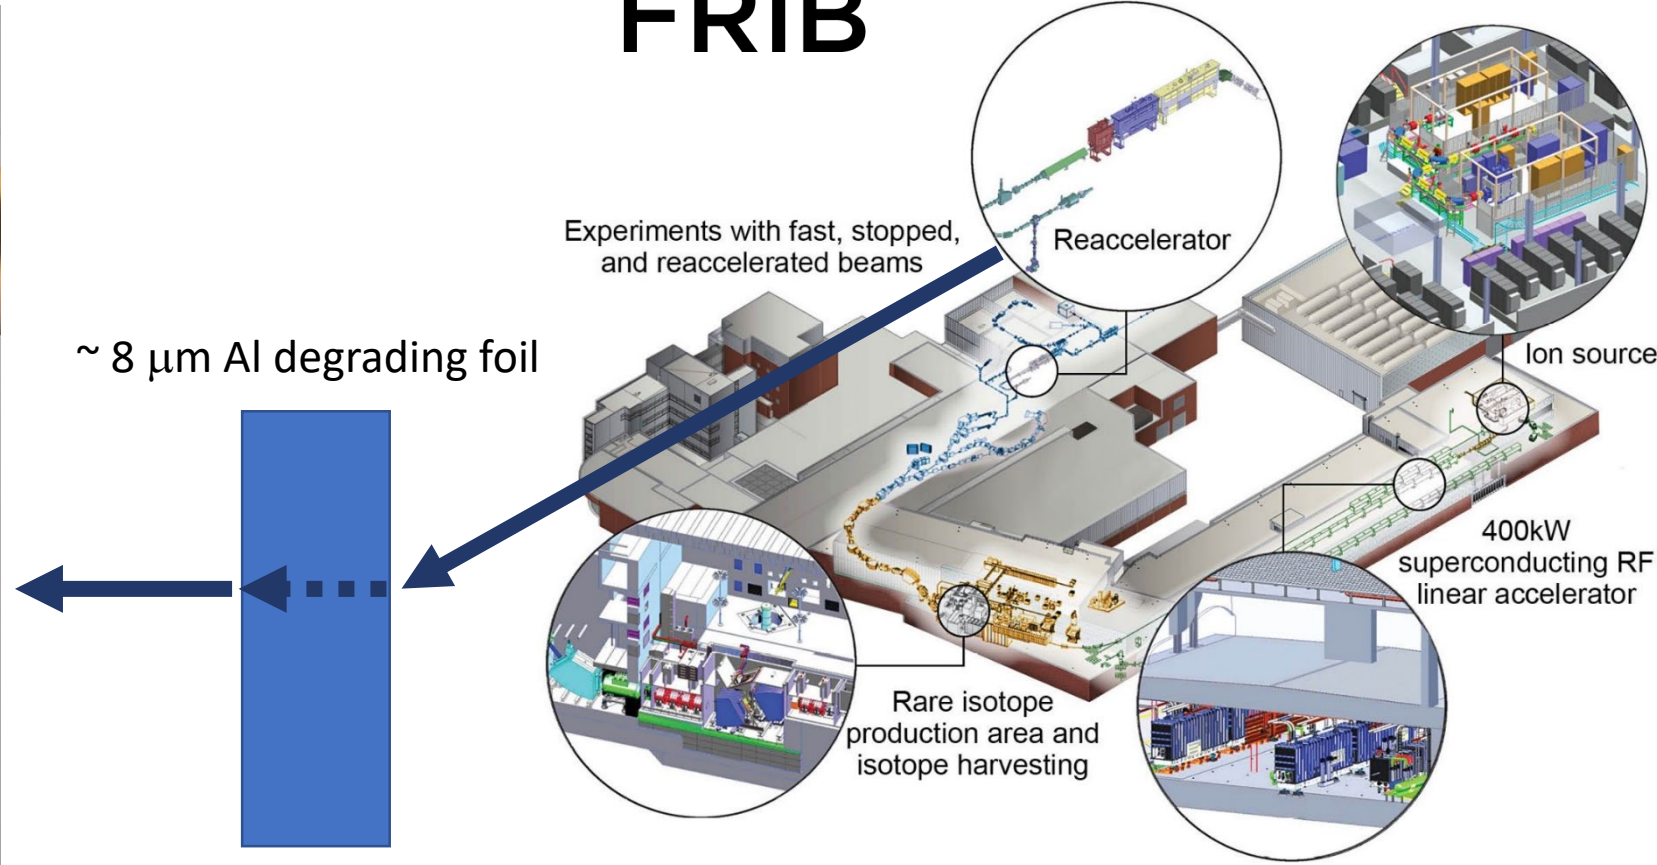 FRIB
Experiments with fast, stopped,
and reaccelerated beams
Reaccelerator
~ 8 μm Al degrading foil
Ion source
400kW
superconducting RF
linear accelerator
Rare isotope
production area and
isotope harvesting